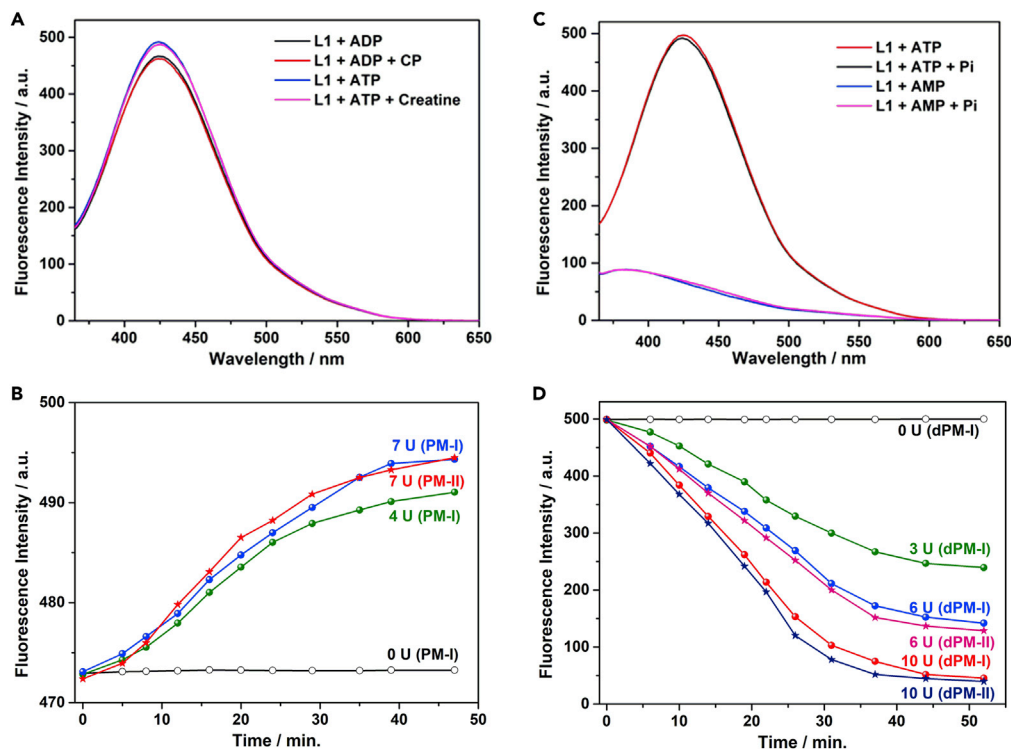 A
500
400
300
200
100
0
Fluorescence Intensity / a.u.
L1 + ADP
L1 + ADP + CP
L1 + ATP
L1 + ATP + Creatine
400
450
500
550
600
650
Wavelength / nm
C
500
400
300
200
100
0
Fluorescence Intensity / a.u.
L1 + ATP
L1 + ATP + Pi
L1 + AMP
L1 + AMP + Pi
400
450
500
550
600
650
Wavelength / nm
B
500
490
480
470
Fluorescence Intensity / a.u.
7 U (PM-I)
7 U (PM-II)
4 U (PM-I)
0 U (PM-I)
0
10
20
30
40
50
Time / min.
D
500
400
300
200
100
0
Fluorescence Intensity / a.u.
0 U (dPM-I)
3 U (dPM-I)
6 U (dPM-I)
6 U (dPM-II)
10 U (dPM-I)
10 U (dPM-II)
0
10
20
30
40
50
Time / min.